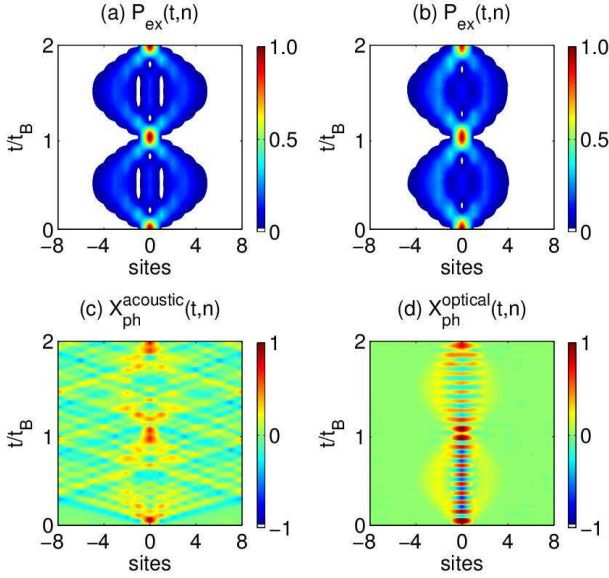 (a) P_ex(t,n)
(b) P_ex(t,n)
2
1
0
t/t_B
−8 −4 0 4 8
sites
1.0
0.5
0
2
1
0
t/t_B
−8 −4 0 4 8
sites
1.0
0.5
0
(c) X_ph^acoustic(t,n)
(d) X_ph^optical(t,n)
2
1
0
t/t_B
−8 −4 0 4 8
sites
1
0
−1
2
1
0
t/t_B
−8 −4 0 4 8
sites
1
0
−1